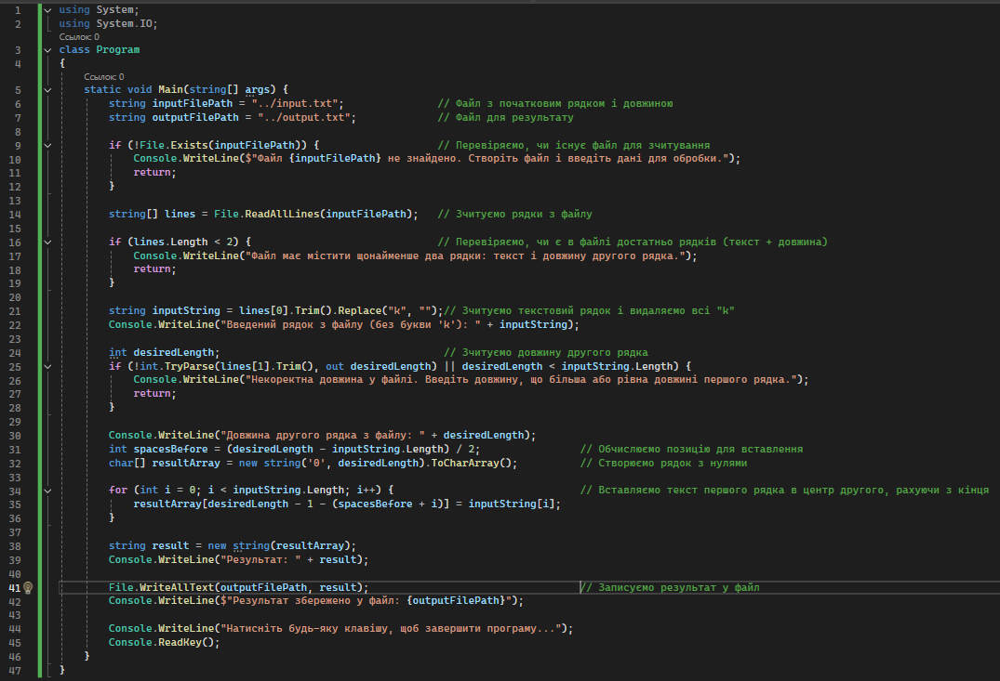 1 using System;
2 using System.IO;
Ссылок: 0
3 class Program
4 {
Ссылок: 0
5 static void Main(string[] args) {
6 string inputFilePath = "../input.txt"; // Файл з початковим рядком і довжиною
7 string outputFilePath = "../output.txt"; // Файл для результату
8
9 if (!File.Exists(inputFilePath)) { // Перевіряємо, чи існує файл для зчитування
10 Console.WriteLine($"Файл {inputFilePath} не знайдено. Створіть файл і введіть дані для обробки.");
11 return;
12 }
13
14 string[] lines = File.ReadAllLines(inputFilePath); // Зчитуємо рядки з файлу
15
16 if (lines.Length < 2) { // Перевіряємо, чи є в файлі достатньо рядків (текст + довжина)
17 Console.WriteLine("Файл має містити щонайменше два рядки: текст і довжину другого рядка.");
18 return;
19 }
20
21 string inputString = lines[0].Trim().Replace("k", "");// Зчитуємо текстовий рядок і видаляємо всі "k"
22 Console.WriteLine("Введений рядок з файлу (без букви 'k'): " + inputString);
23
24 int desiredLength; // Зчитуємо довжину другого рядка
25 if (!int.TryParse(lines[1].Trim(), out desiredLength) || desiredLength < inputString.Length) {
26 Console.WriteLine("Некоректна довжина у файлі. Введіть довжину, що більша або рівна довжині першого рядка.");
27 return;
28 }
29
30 Console.WriteLine("Довжина другого рядка з файлу: " + desiredLength);
31 int spacesBefore = (desiredLength - inputString.Length) / 2; // Обчислюємо позицію для вставлення
32 char[] resultArray = new string('0', desiredLength).ToCharArray(); // Створюємо рядок з нулями
33
34 for (int i = 0; i < inputString.Length; i++) { // Вставляємо текст першого рядка в центр другого, рахуючи з кінця
35 resultArray[desiredLength - 1 - (spacesBefore + i)] = inputString[i];
36 }
37
38 string result = new string(resultArray);
39 Console.WriteLine("Результат: " + result);
40
41 File.WriteAllText(outputFilePath, result); // Записуємо результат у файл
42 Console.WriteLine($"Результат збережено у файл: {outputFilePath}");
43
44 Console.WriteLine("Натисніть будь-яку клавішу, щоб завершити програму...");
45 Console.ReadKey();
46 }
47 }